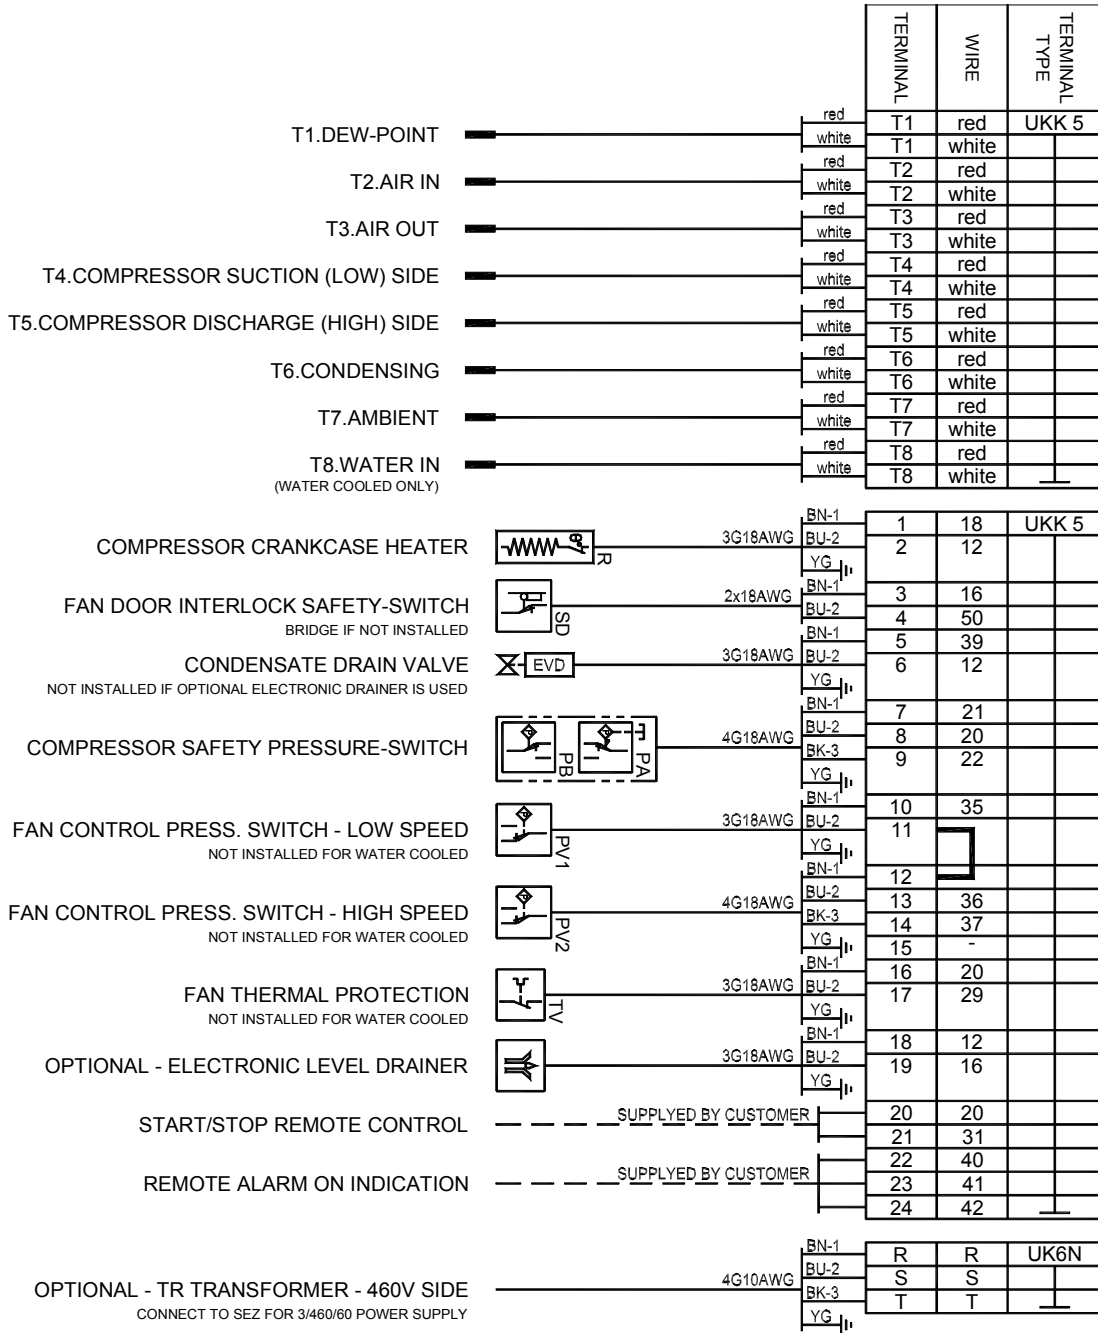 TERMINAL WIRE TERMINAL TYPE
T1.DEW-POINT red T1 red UKK 5
white T1 white
T2.AIR IN red T2 red
white T2 white
T3.AIR OUT red T3 red
white T3 white
T4.COMPRESSOR SUCTION (LOW) SIDE red T4 red
white T4 white
T5.COMPRESSOR DISCHARGE (HIGH) SIDE red T5 red
white T5 white
T6.CONDENSING red T6 red
white T6 white
T7.AMBIENT red T7 red
white T7 white
T8.WATER IN red T8 red
(WATER COOLED ONLY) white T8 white
BN-1 1 18 UKK 5
COMPRESSOR CRANKCASE HEATER θ R 3G18AWG BU-2 2 12
YG
BN-1 3 16
FAN DOOR INTERLOCK SAFETY-SWITCH SD 2x18AWG BU-2 4 50
BRIDGE IF NOT INSTALLED
BN-1 5 39
CONDENSATE DRAIN VALVE EVD 3G18AWG BU-2 6 12
NOT INSTALLED IF OPTIONAL ELECTRONIC DRAINER IS USED YG
BN-1 7 21
BU-2 8 20
COMPRESSOR SAFETY PRESSURE-SWITCH PB PA 4G18AWG BK-3 9 22
YG
BN-1 10 35
FAN CONTROL PRESS. SWITCH - LOW SPEED PV1 3G18AWG BU-2 11
NOT INSTALLED FOR WATER COOLED YG
BN-1 12
BU-2 13 36
FAN CONTROL PRESS. SWITCH - HIGH SPEED PV2 4G18AWG BK-3 14 37
NOT INSTALLED FOR WATER COOLED YG 15 -
BN-1 16 20
FAN THERMAL PROTECTION TV 3G18AWG BU-2 17 29
NOT INSTALLED FOR WATER COOLED YG
BN-1 18 12
OPTIONAL - ELECTRONIC LEVEL DRAINER 3G18AWG BU-2 19 16
YG
START/STOP REMOTE CONTROL SUPPLYED BY CUSTOMER 20 20
21 31
22 40
REMOTE ALARM ON INDICATION SUPPLYED BY CUSTOMER 23 41
24 42
BN-1 R R UK6N
BU-2 S S
OPTIONAL - TR TRANSFORMER - 460V SIDE 4G10AWG BK-3 T T
CONNECT TO SEZ FOR 3/460/60 POWER SUPPLY YG